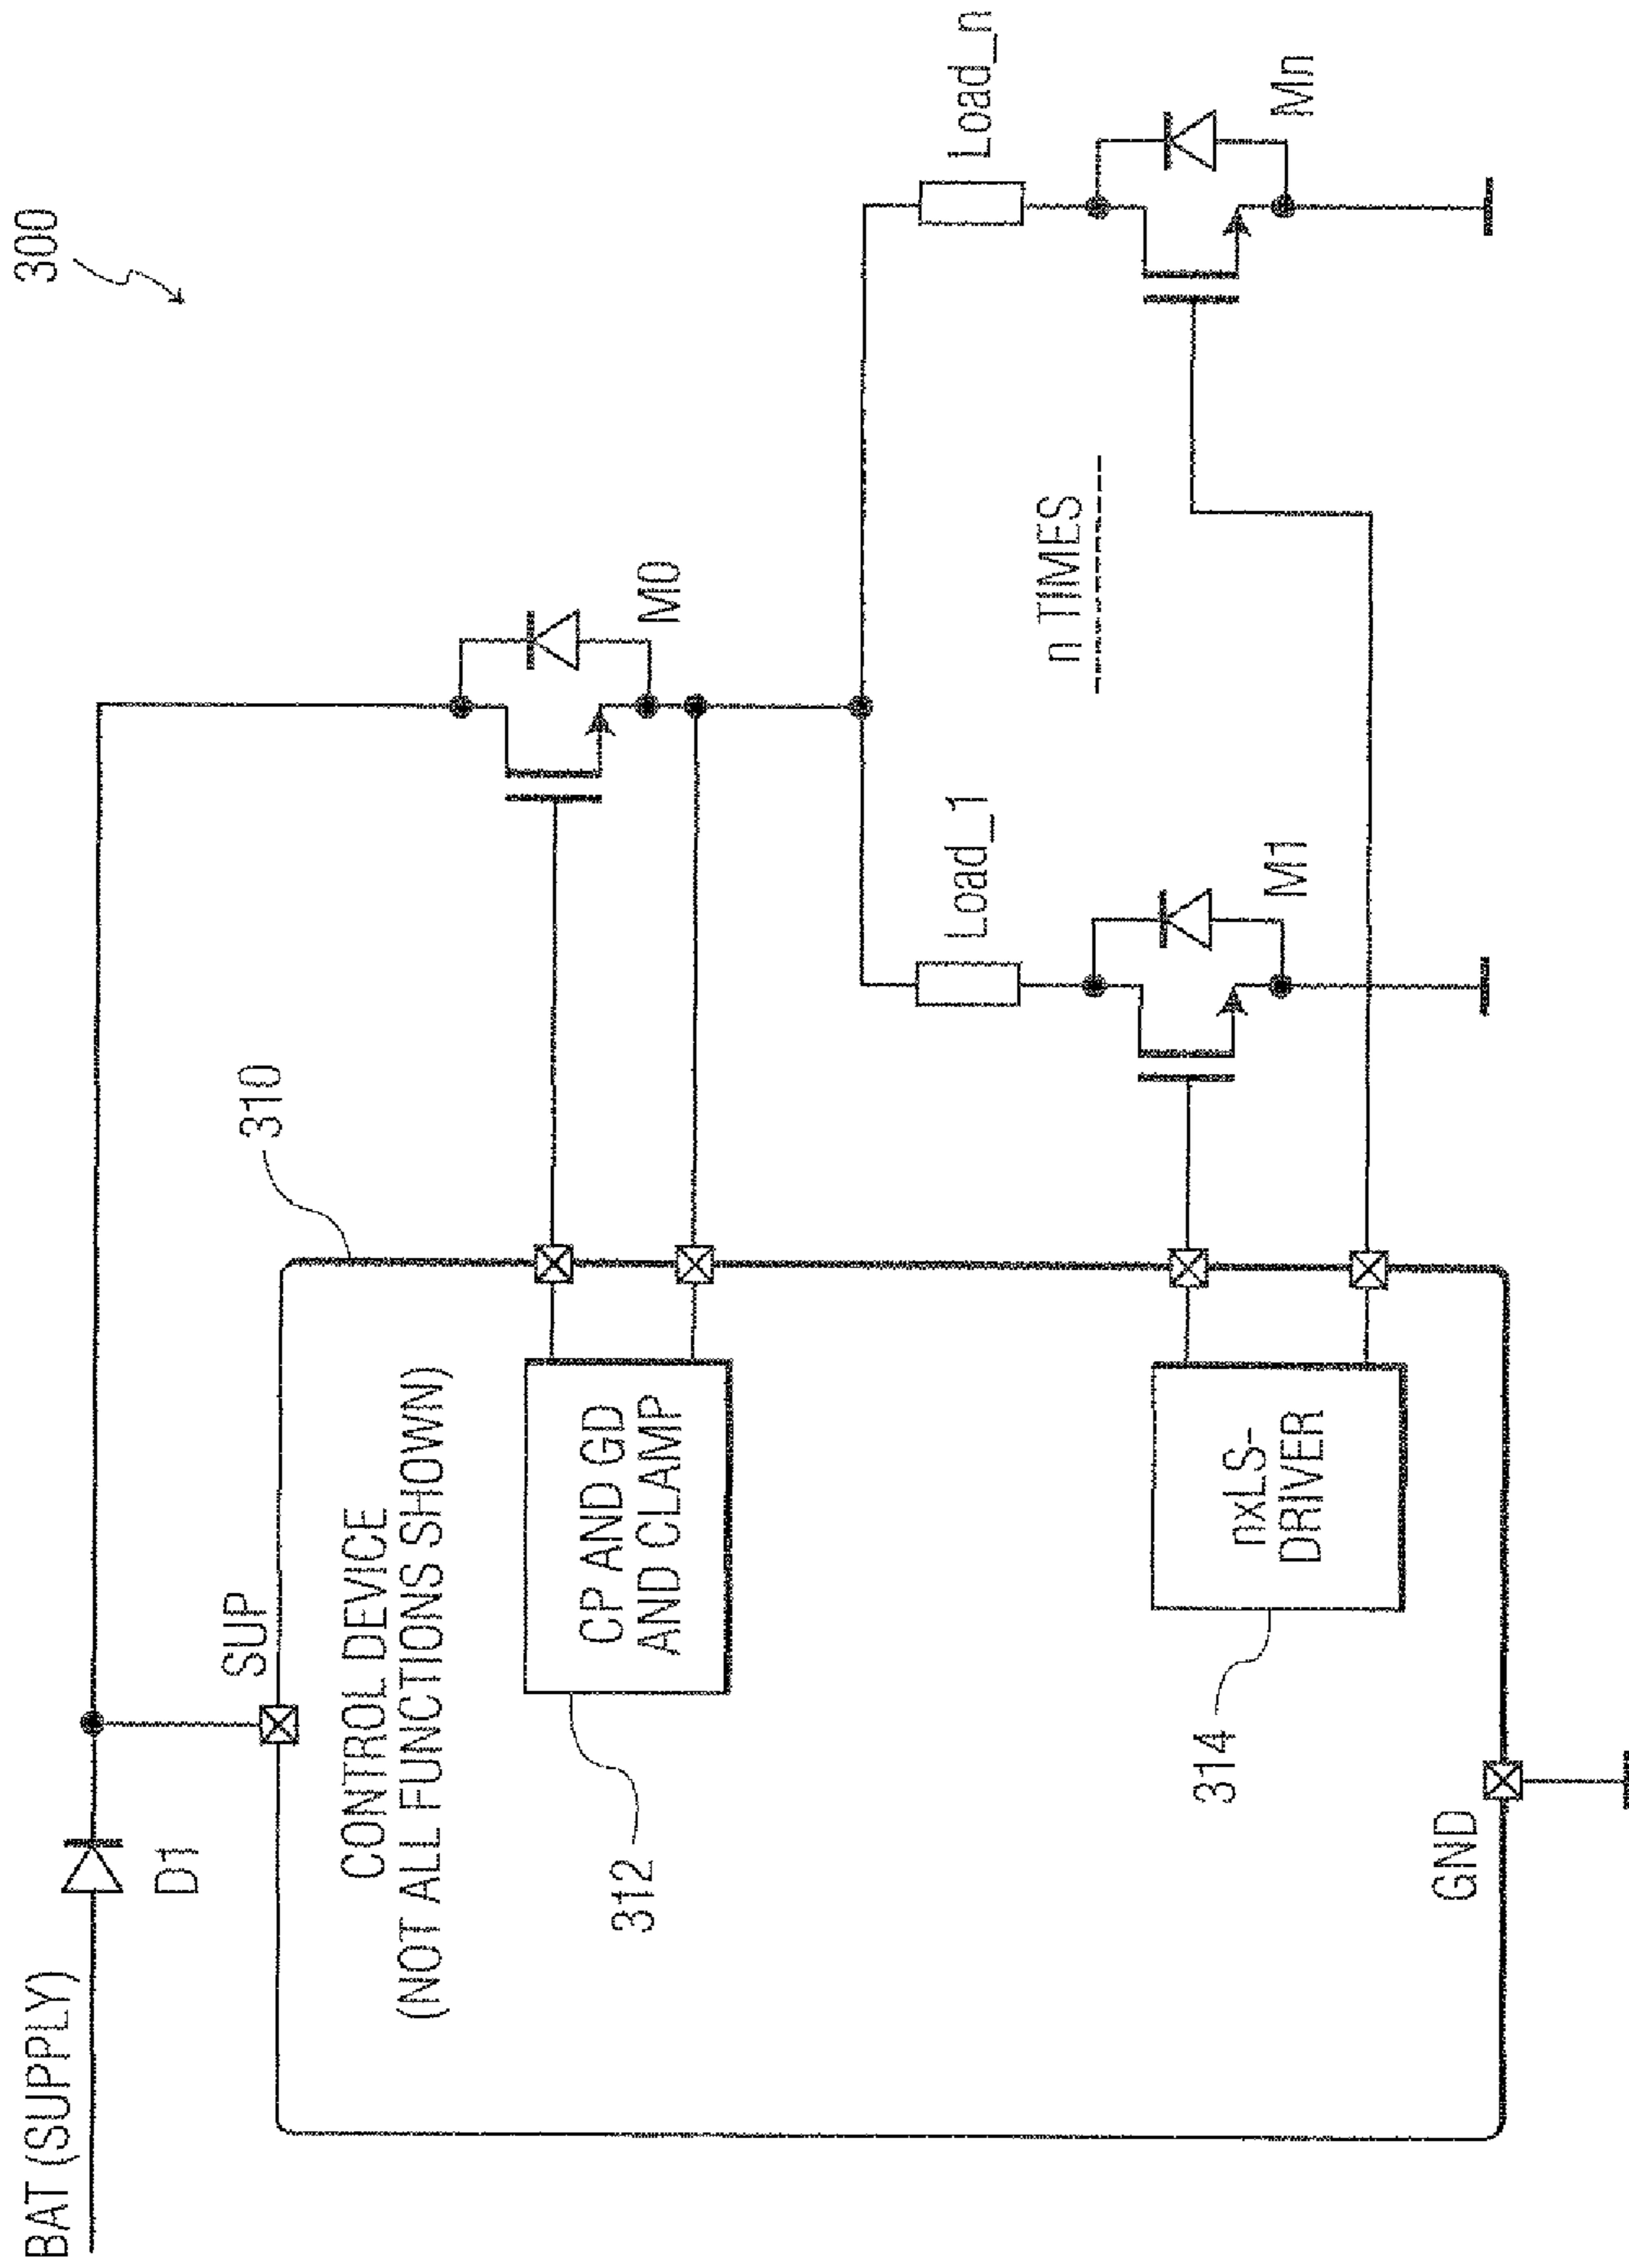 300
BAT (SUPPLY)
D1
SUP
310
CONTROL DEVICE
(NOT ALL FUNCTIONS SHOWN)
CP AND GD
AND CLAMP
312
M0
Load_1
Load_n
n TIMES
nxLS-
DRIVER
314
M1
Mn
GND